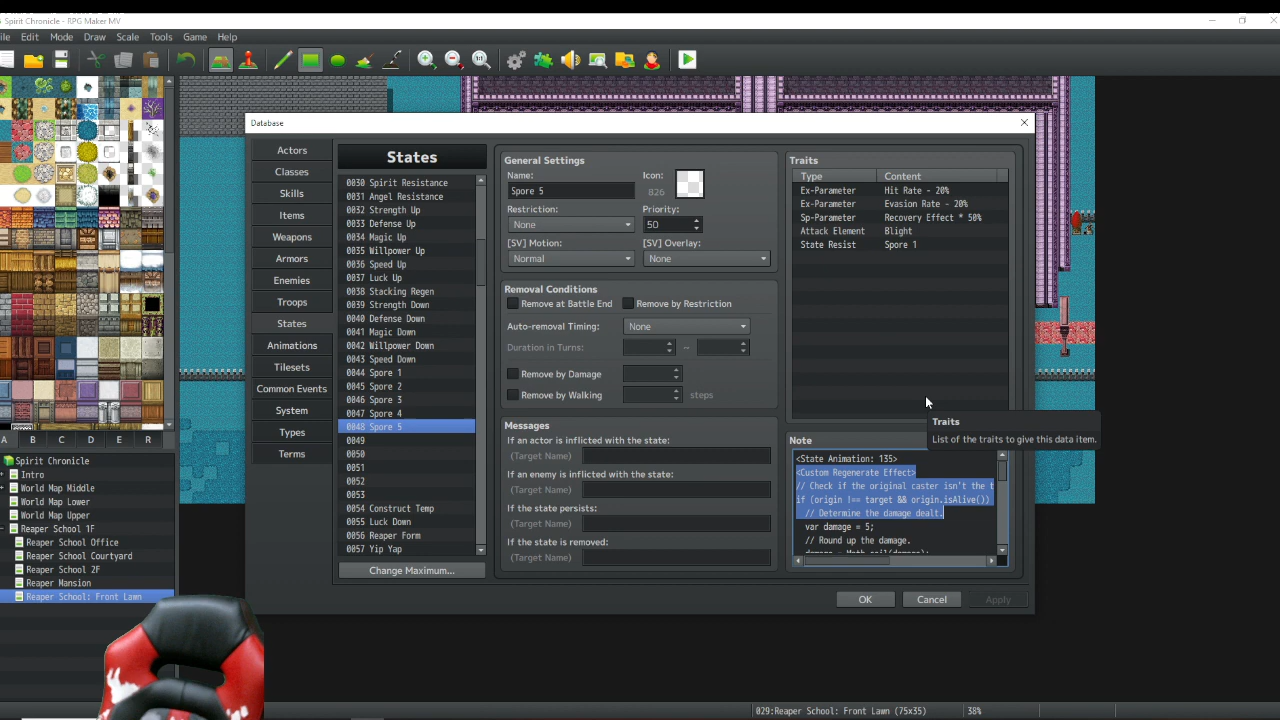 Spirit Chronicle - RPG Maker MV
ile Edit Mode Draw Scale Tools Game Help
Database
Actors
Classes
Skills
Items
Weapons
Armors
Enemies
Troops
States
Animations
Tilesets
Common Events
System
Types
Terms
States
0030 Spirit Resistance
0031 Angel Resistance
0032 Strength Up
0033 Defense Up
0034 Magic Up
0035 Willpower Up
0036 Speed Up
0037 Luck Up
0038 Stacking Regen
0039 Strength Down
0040 Defense Down
0041 Magic Down
0042 Willpower Down
0043 Speed Down
0044 Spore 1
0045 Spore 2
0046 Spore 3
0047 Spore 4
0048 Spore 5
0049
0050
0051
0052
0053
0054 Construct Temp
0055 Luck Down
0056 Reaper Form
0057 Yip Yap
Change Maximum...
General Settings
Name: Icon:
Spore 5 826
Restriction: Priority:
None 50
[SV] Motion: [SV] Overlay:
Normal None
Removal Conditions
Remove at Battle End Remove by Restriction
Auto-removal Timing: None
Duration in Turns: --
Remove by Damage
Remove by Walking steps
Messages
If an actor is inflicted with the state:
(Target Name)
If an enemy is inflicted with the state:
(Target Name)
If the state persists:
(Target Name)
If the state is removed:
(Target Name)
Traits
Type Content
Ex-Parameter Hit Rate - 20%
Ex-Parameter Evasion Rate - 20%
Sp-Parameter Recovery Effect * 50%
Attack Element Blight
State Resist Spore 1
Traits
List of the traits to give this data item.
Note
<State Animation: 135>
<Custom Regenerate Effect>
// Check if the original caster isn't the t
if (origin !== target && origin.isAlive())
// Determine the damage dealt.
var damage = 5;
// Round up the damage.
damage = Math.ceil(damage);
OK Cancel Apply
A B C D E R
Spirit Chronicle
Intro
World Map Middle
World Map Lower
World Map Upper
Reaper School 1F
Reaper School Office
Reaper School Courtyard
Reaper School 2F
Reaper Mansion
Reaper School: Front Lawn
029:Reaper School: Front Lawn (75x35) 38%